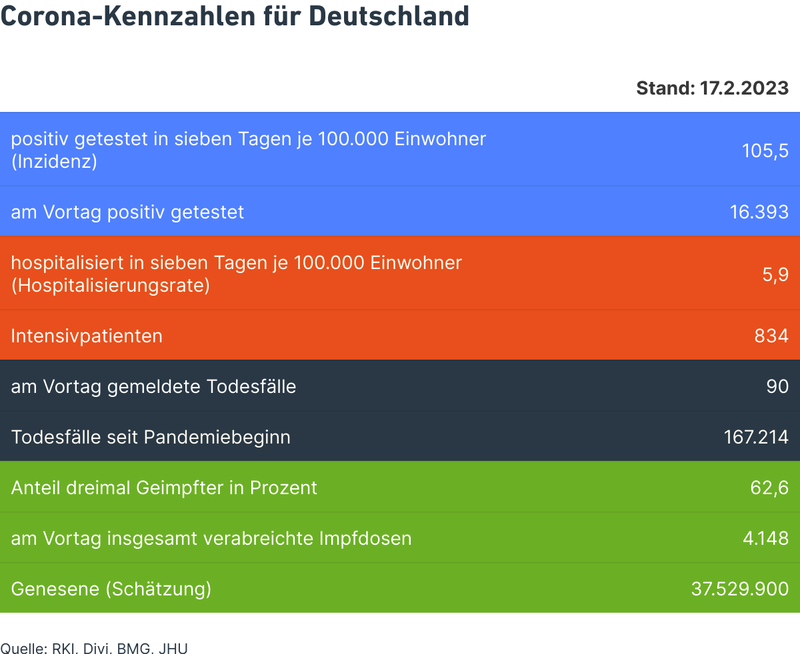 Corona-Kennzahlen für Deutschland
Stand: 17.2.2023
positiv getestet in sieben Tagen je 100.000 Einwohner
(Inzidenz)
105,5
am Vortag positiv getestet 16.393
hospitalisiert in sieben Tagen je 100.000 Einwohner
(Hospitalisierungsrate)
5,9
Intensivpatienten 834
am Vortag gemeldete Todesfälle 90
Todesfälle seit Pandemiebeginn 167.214
Anteil dreimal Geimpfter in Prozent 62,6
am Vortag insgesamt verabreichte Impfdosen 4.148
Genesene (Schätzung) 37.529.900
Quelle: RKI, Divi, BMG, JHU